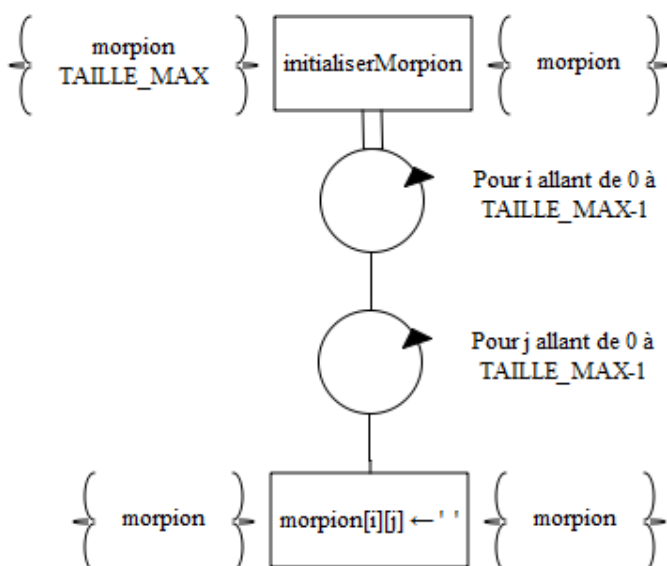 morpion
TAILLE_MAX
initialiserMorpion
morpion
Pour i allant de 0 à
TAILLE_MAX-1
Pour j allant de 0 à
TAILLE_MAX-1
morpion
morpion[i][j] ← ' '
morpion